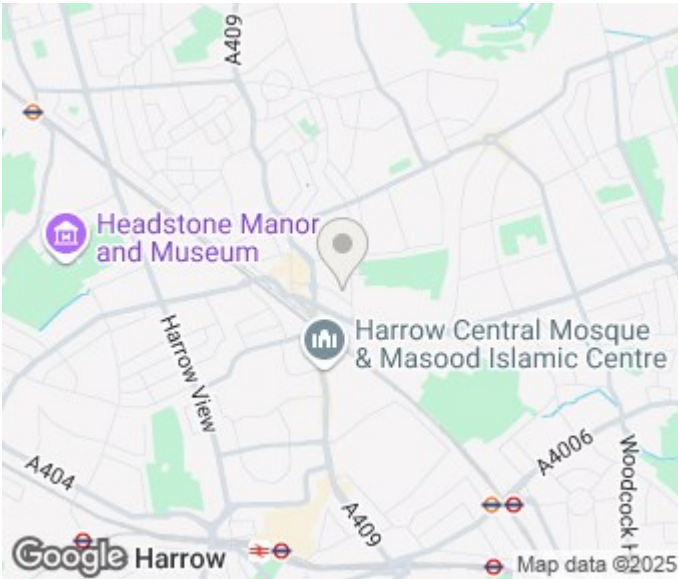 A409
Headstone Manor
and Museum
Harrow Central Mosque
& Masood Islamic Centre
Harrow View
A404
A4006
Woodcock H
A409
Google
Harrow
Map data ©2025